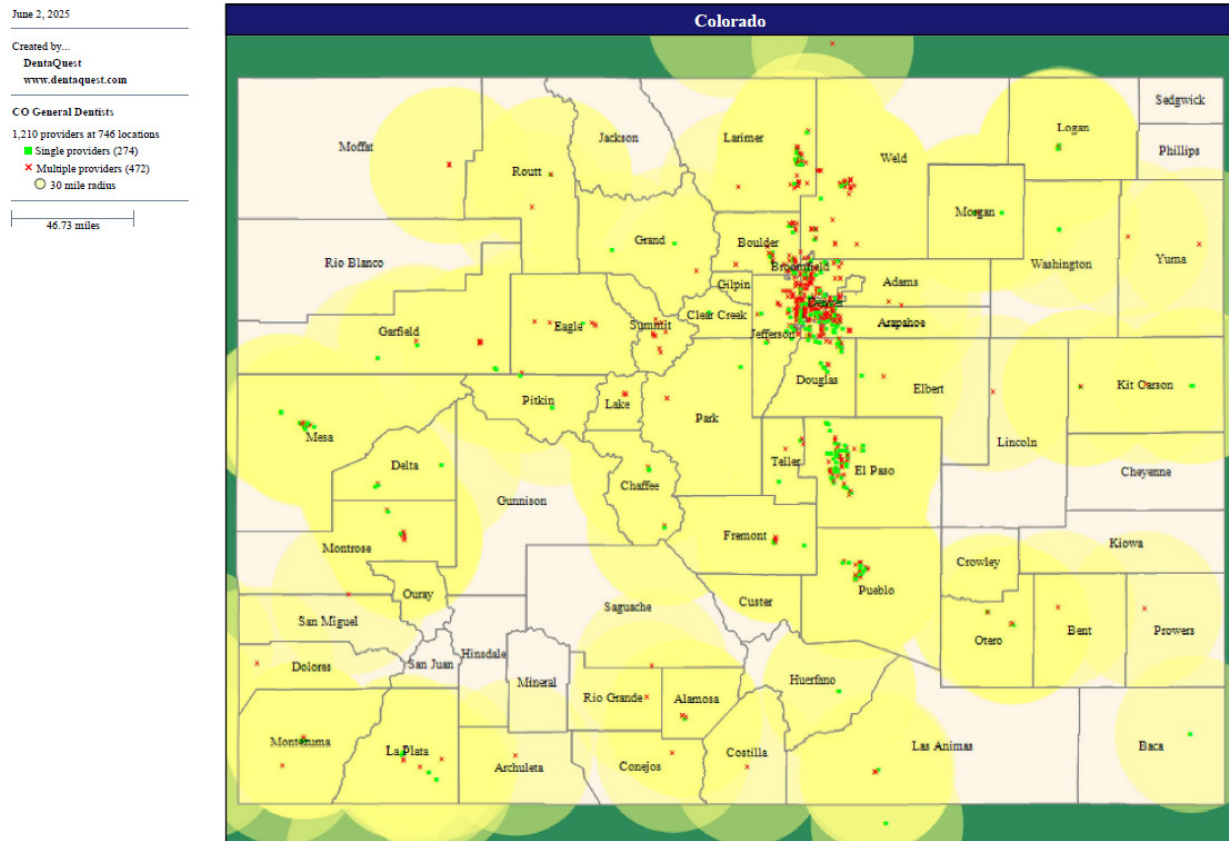 June 2, 2025
Created by...
DentaQuest
www.dentaquest.com
CO General Dentists
1,210 providers at 746 locations
Single providers (274)
Multiple providers (472)
30 mile radius
46.73 miles
Colorado
Sedgwick
Logan
Jackson
Larimer
Moffat
Weld
Phillips
Routt
Morgan
Grand
Boulder
Rio Blanco
Broomfield
Washington
Yuma
Gilpin
Adams
Denver
Clear Creek
Arapahoe
Garfield
Eagle
Summit
Jefferson
Douglas
Elbert
Kit Carson
Pitkin
Lake
Park
Mesa
Lincoln
Teller
Delta
El Paso
Cheyenne
Chaffee
Gunnison
Fremont
Kiowa
Montrose
Crowley
Pueblo
Ouray
Custer
Saguache
San Miguel
Otero
Bent
Prowers
Hinsdale
San Juan
Dolores
Mineral
Huerfano
Rio Grande
Alamosa
Montezuma
La Plata
Las Animas
Baca
Costilla
Archuleta
Conejos